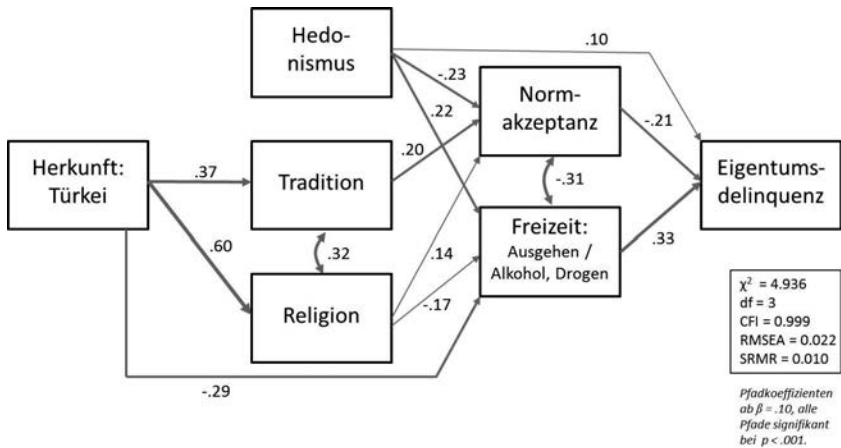 Hedo-
nismus
.10
-.23
.22
Norm-
akzeptanz
-.21
Herkunft:
Türkei
.37
Tradition
.20
Eigentums-
delinquenz
-.31
.60
.32
Freizeit:
Ausgehen /
Alkohol, Drogen
.33
.14
-.17
Religion
-.29
χ² = 4.936
df = 3
CFI = 0.999
RMSEA = 0.022
SRMR = 0.010
Pfadkoeffizienten
ab β = .10, alle
Pfade signifikant
bei p < .001.